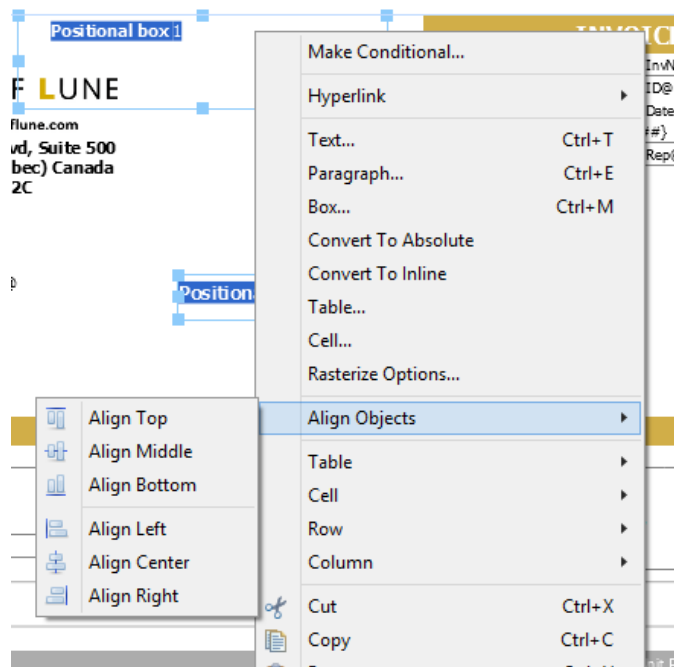 Positional box 1
F LUNE
flune.com
vd, Suite 500
bec) Canada
2C
INVOICE
InvN
ID@
Date
##}
Rep@
@
Position
Make Conditional...
Hyperlink
Text... Ctrl+T
Paragraph... Ctrl+E
Box... Ctrl+M
Convert To Absolute
Convert To Inline
Table...
Cell...
Rasterize Options...
Align Objects
Table
Cell
Row
Column
Cut Ctrl+X
Copy Ctrl+C
Align Top
Align Middle
Align Bottom
Align Left
Align Center
Align Right